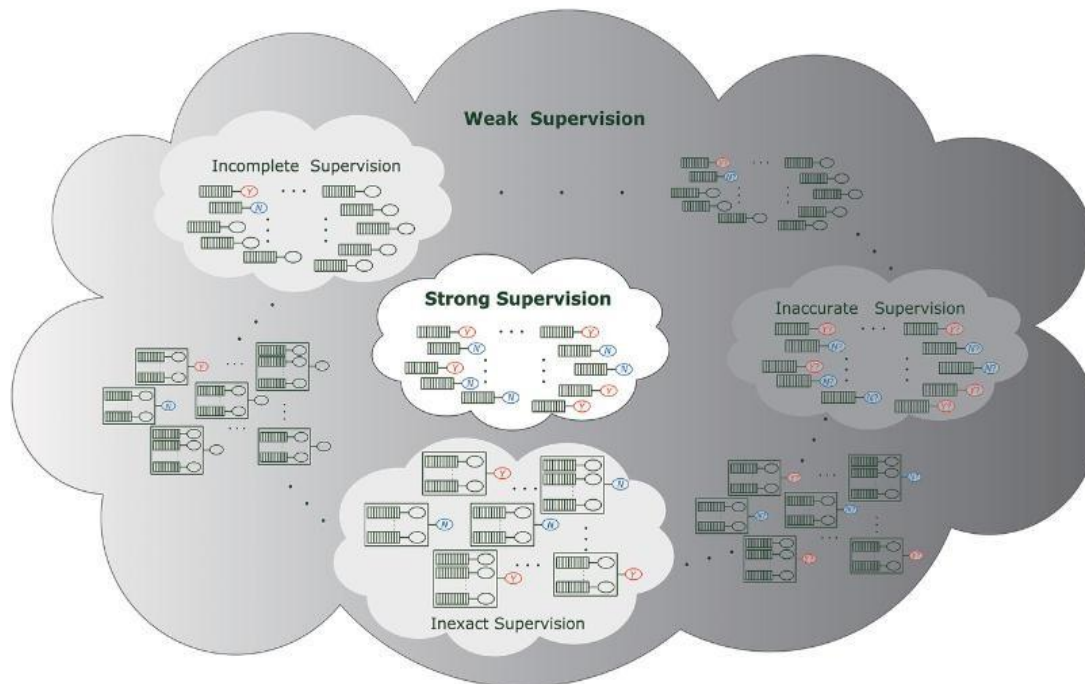 Weak Supervision
Incomplete Supervision
Y
N
Y?
N?
Strong Supervision
Y Y
N N
Y N
N Y
N Y
Inaccurate Supervision
Y? Y?
N? N?
Y? N?
N? Y?
N? Y?
Y
N
Y N
N N
Y Y
Inexact Supervision
Y? N?
N? N?
Y? Y?